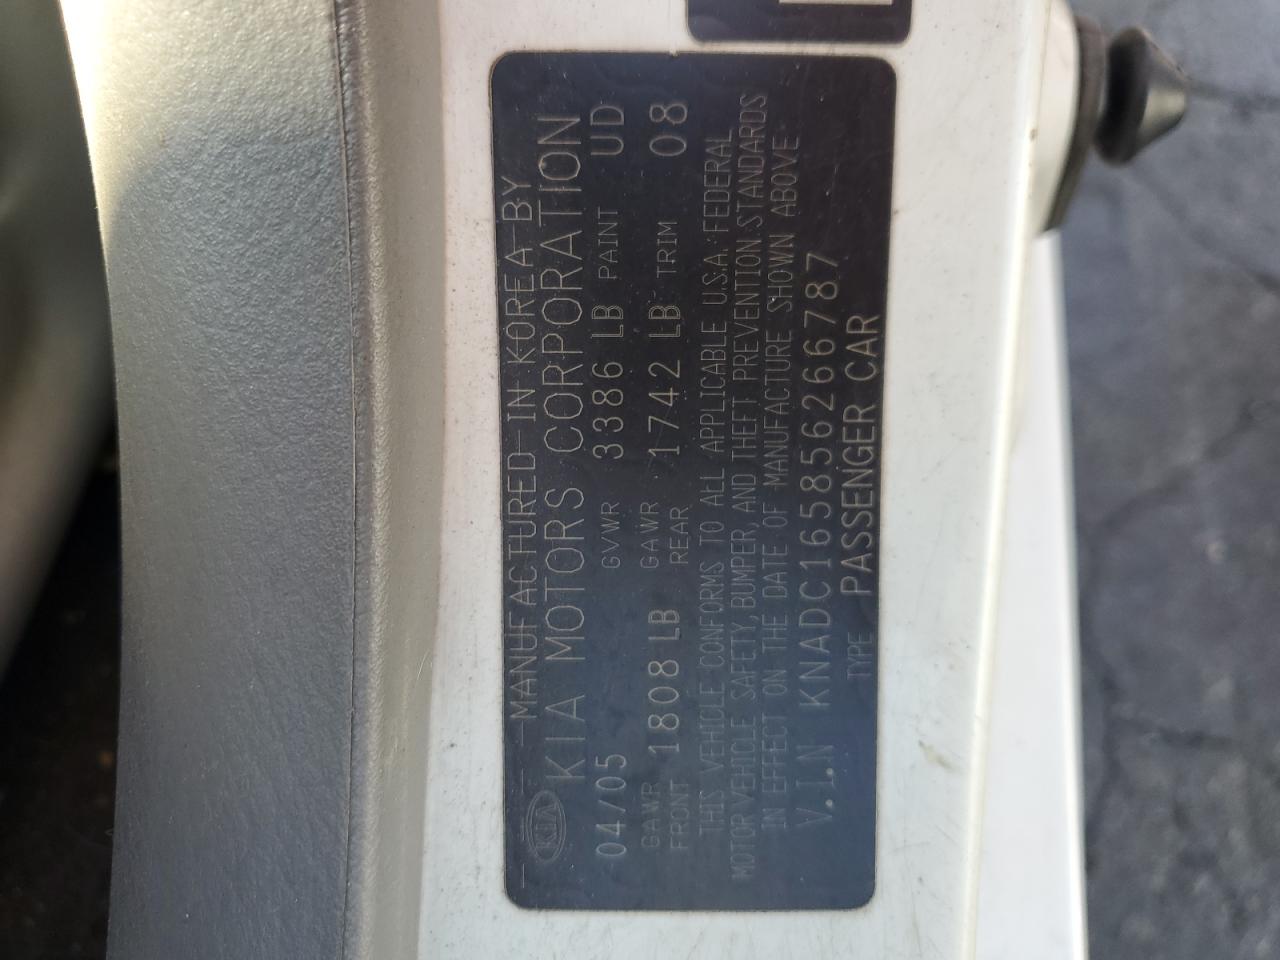 MANUFACTURED IN KOREA BY
KIA KIA MOTORS CORPORATION
04/05 GVWR 3386 LB PAINT UD
GAWR FRONT 1808 LB GAWR REAR 1742 LB TRIM 08
THIS VEHICLE CONFORMS TO ALL APPLICABLE U.S.A. FEDERAL
MOTOR VEHICLE SAFETY, BUMPER, AND THEFT PREVENTION STANDARDS
IN EFFECT ON THE DATE OF MANUFACTURE SHOWN ABOVE
V.I.N KNADC165856266787
TYPE PASSENGER CAR